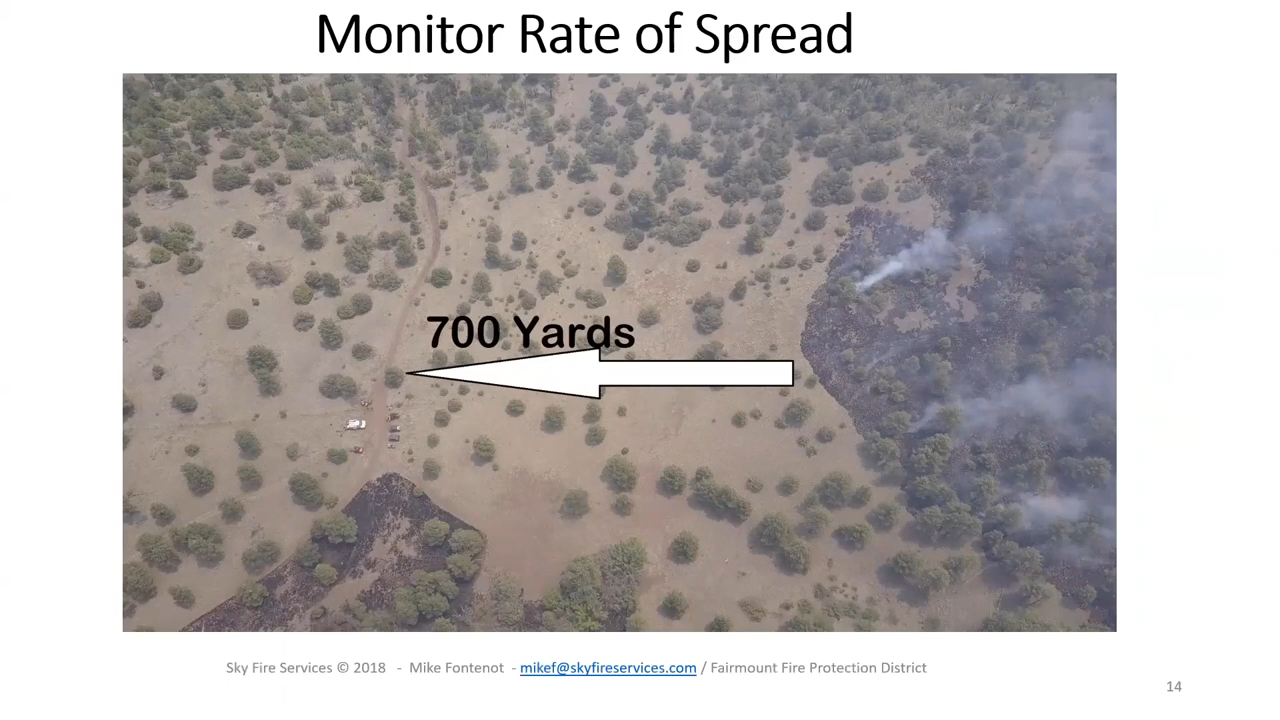 Monitor Rate of Spread
700 Yards
Sky Fire Services © 2018 - Mike Fontenot - mikef@skyfireservices.com / Fairmount Fire Protection District
14